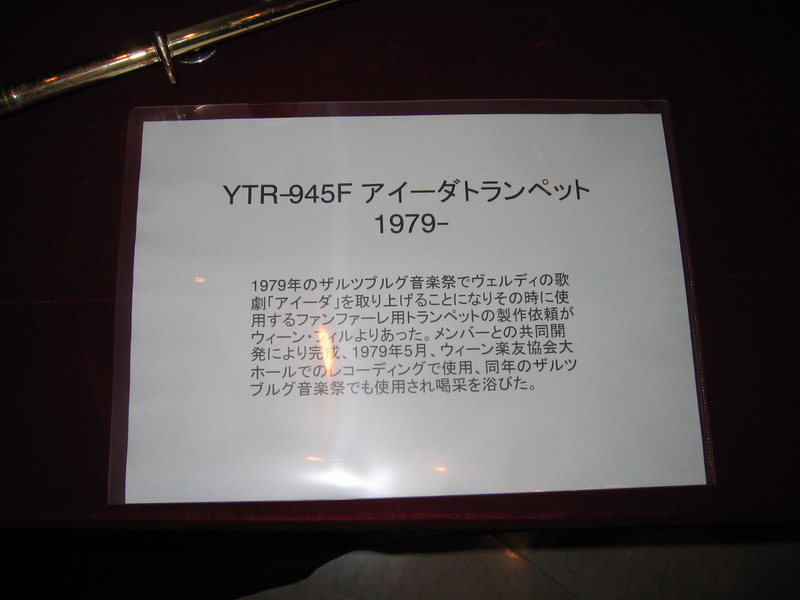 YTR-945F アイーダトランペット
1979-
1979年のザルツブルグ音楽祭でヴェルディの歌
劇「アイーダ」を取り上げることになりその時に使
用するファンファーレ用トランペットの製作依頼が
ウィーン・フィルよりあった。メンバーとの共同開
発により完成、1979年5月、ウィーン楽友協会大
ホールでのレコーディングで使用、同年のザルツ
ブルグ音楽祭でも使用され喝采を浴びた。